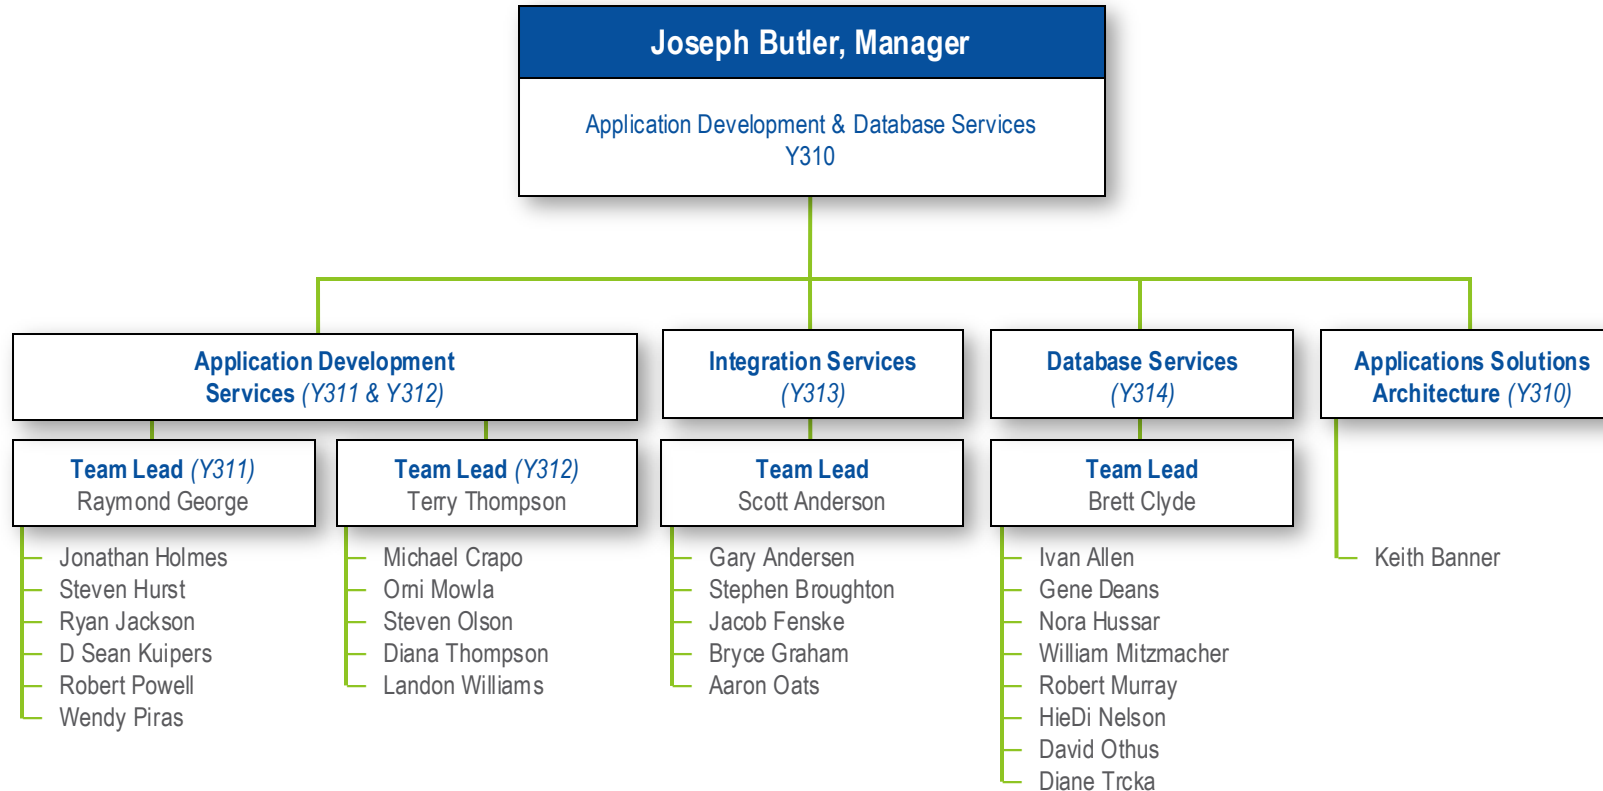 Joseph Butler, Manager
Application Development & Database Services
Y310
Application Development
Services (Y311 & Y312)
Team Lead (Y311)
Raymond George
Jonathan Holmes
Steven Hurst
Ryan Jackson
D Sean Kuipers
Robert Powell
Wendy Piras
Team Lead (Y312)
Terry Thompson
Michael Crapo
Omi Mowla
Steven Olson
Diana Thompson
Landon Williams
Integration Services
(Y313)
Team Lead
Scott Anderson
Gary Andersen
Stephen Broughton
Jacob Fenske
Bryce Graham
Aaron Oats
Database Services
(Y314)
Team Lead
Brett Clyde
Ivan Allen
Gene Deans
Nora Hussar
William Mitzmacher
Robert Murray
HieDi Nelson
David Othus
Diane Trcka
Applications Solutions
Architecture (Y310)
Keith Banner